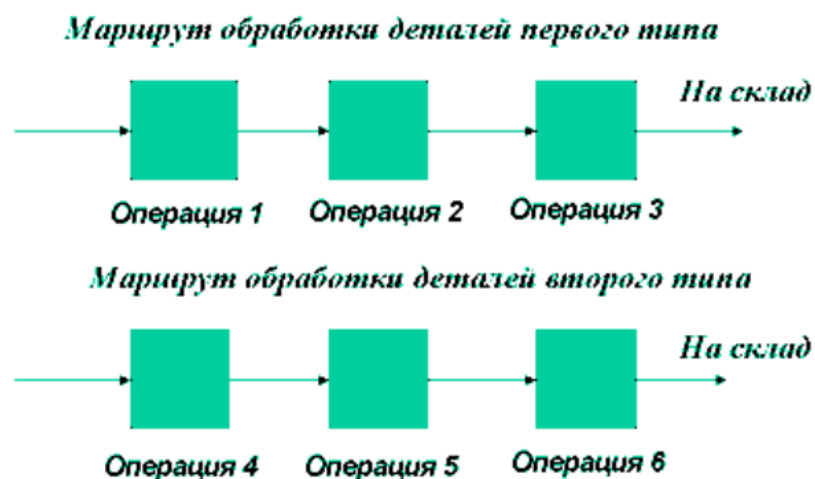 Маршрут обработки деталей первого типа
На склад
Операция 1 Операция 2 Операция 3
Маршрут обработки деталей второго типа
На склад
Операция 4 Операция 5 Операция 6